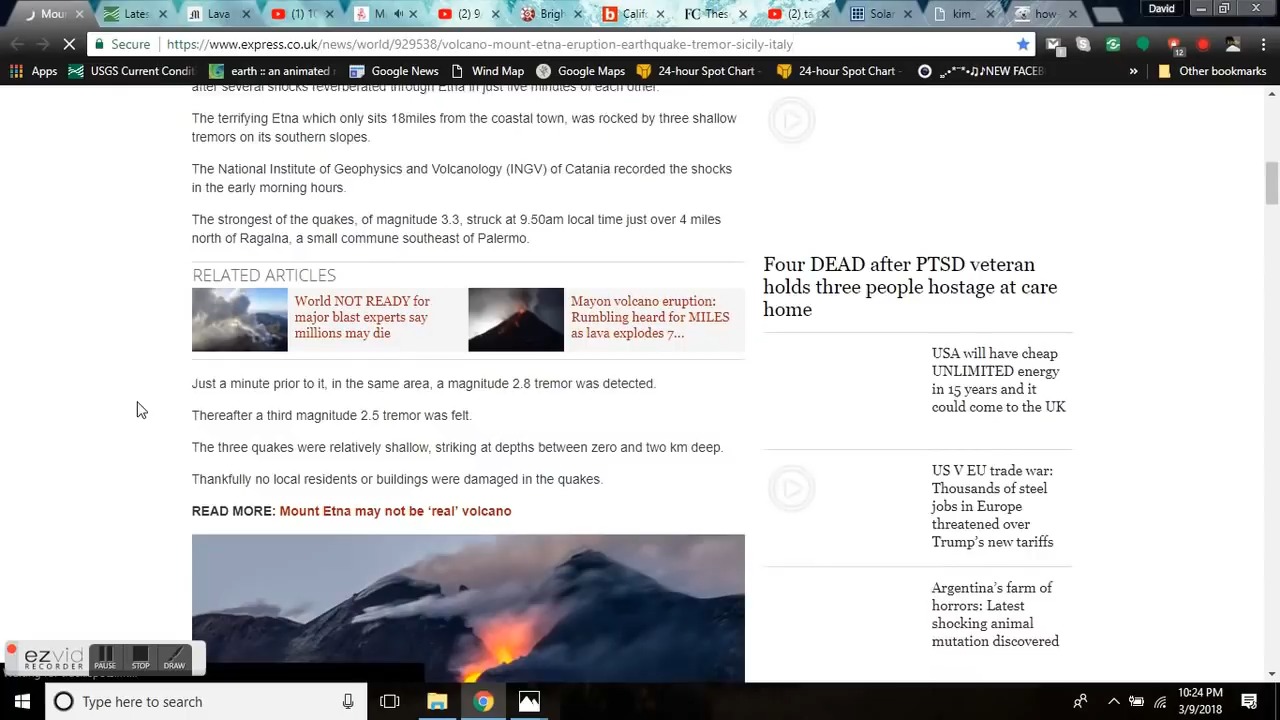 Mou
Lates
Lava
(1) 1
M
(2) 9
Brigh
Calif
FC Thes
(2) tä
Sola
kim_
how
David
Secure https://www.express.co.uk/news/world/929538/volcano-mount-etna-eruption-earthquake-tremor-sicily-italy
12
Apps USGS Current Condit earth :: an animated Google News Wind Map Google Maps 24-hour Spot Chart 24-hour Spot Chart NEW FACEB » Other bookmarks
after several shocks reverberated through Etna in just five minutes of each other.
The terrifying Etna which only sits 18miles from the coastal town, was rocked by three shallow
tremors on its southern slopes.
The National Institute of Geophysics and Volcanology (INGV) of Catania recorded the shocks
in the early morning hours.
The strongest of the quakes, of magnitude 3.3, struck at 9.50am local time just over 4 miles
north of Ragalna, a small commune southeast of Palermo.
RELATED ARTICLES
World NOT READY for
major blast experts say
millions may die
Mayon volcano eruption:
Rumbling heard for MILES
as lava explodes 7...
Just a minute prior to it, in the same area, a magnitude 2.8 tremor was detected.
Thereafter a third magnitude 2.5 tremor was felt.
The three quakes were relatively shallow, striking at depths between zero and two km deep.
Thankfully no local residents or buildings were damaged in the quakes.
READ MORE: Mount Etna may not be ‘real’ volcano
Four DEAD after PTSD veteran
holds three people hostage at care
home
USA will have cheap
UNLIMITED energy
in 15 years and it
could come to the UK
US V EU trade war:
Thousands of steel
jobs in Europe
threatened over
Trump’s new tariffs
Argentina’s farm of
horrors: Latest
shocking animal
mutation discovered
ezvid
RECORDER
PAUSE STOP DRAW
Type here to search
10:24 PM
3/9/2018